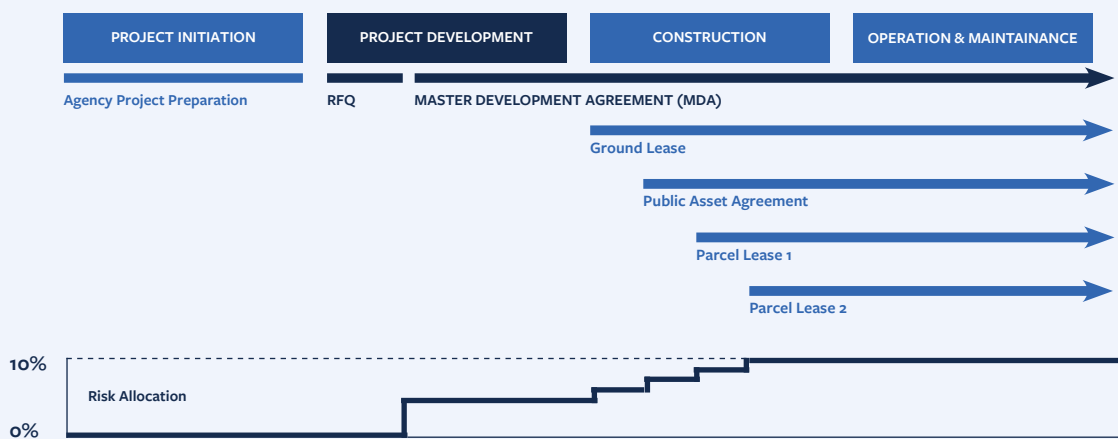 PROJECT INITIATION
PROJECT DEVELOPMENT
CONSTRUCTION
OPERATION & MAINTAINANCE
Agency Project Preparation
RFQ
MASTER DEVELOPMENT AGREEMENT (MDA)
Ground Lease
Public Asset Agreement
Parcel Lease 1
Parcel Lease 2
10%
Risk Allocation
0%